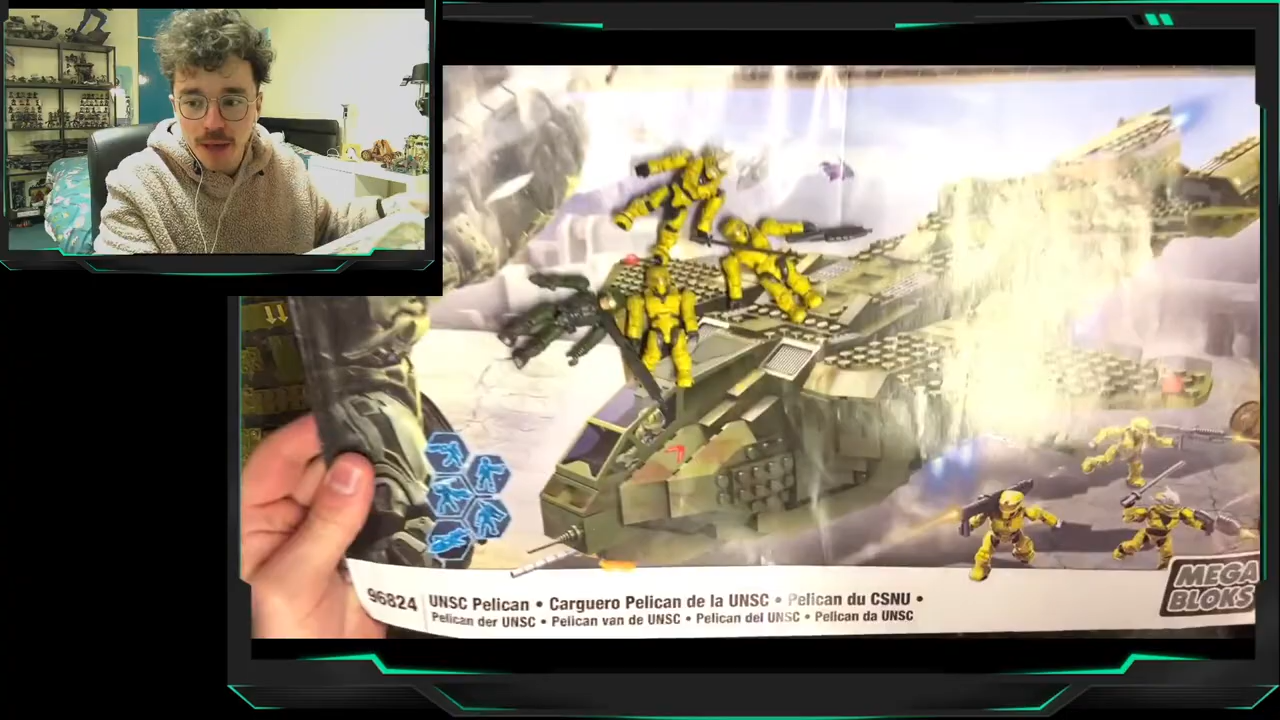 96824
UNSC Pelican • Carguero Pelican de la UNSC • Pelican du CSNU •
Pelican der UNSC • Pelican van de UNSC • Pelican del UNSC • Pelican da UNSC
MEGA
BLOKS